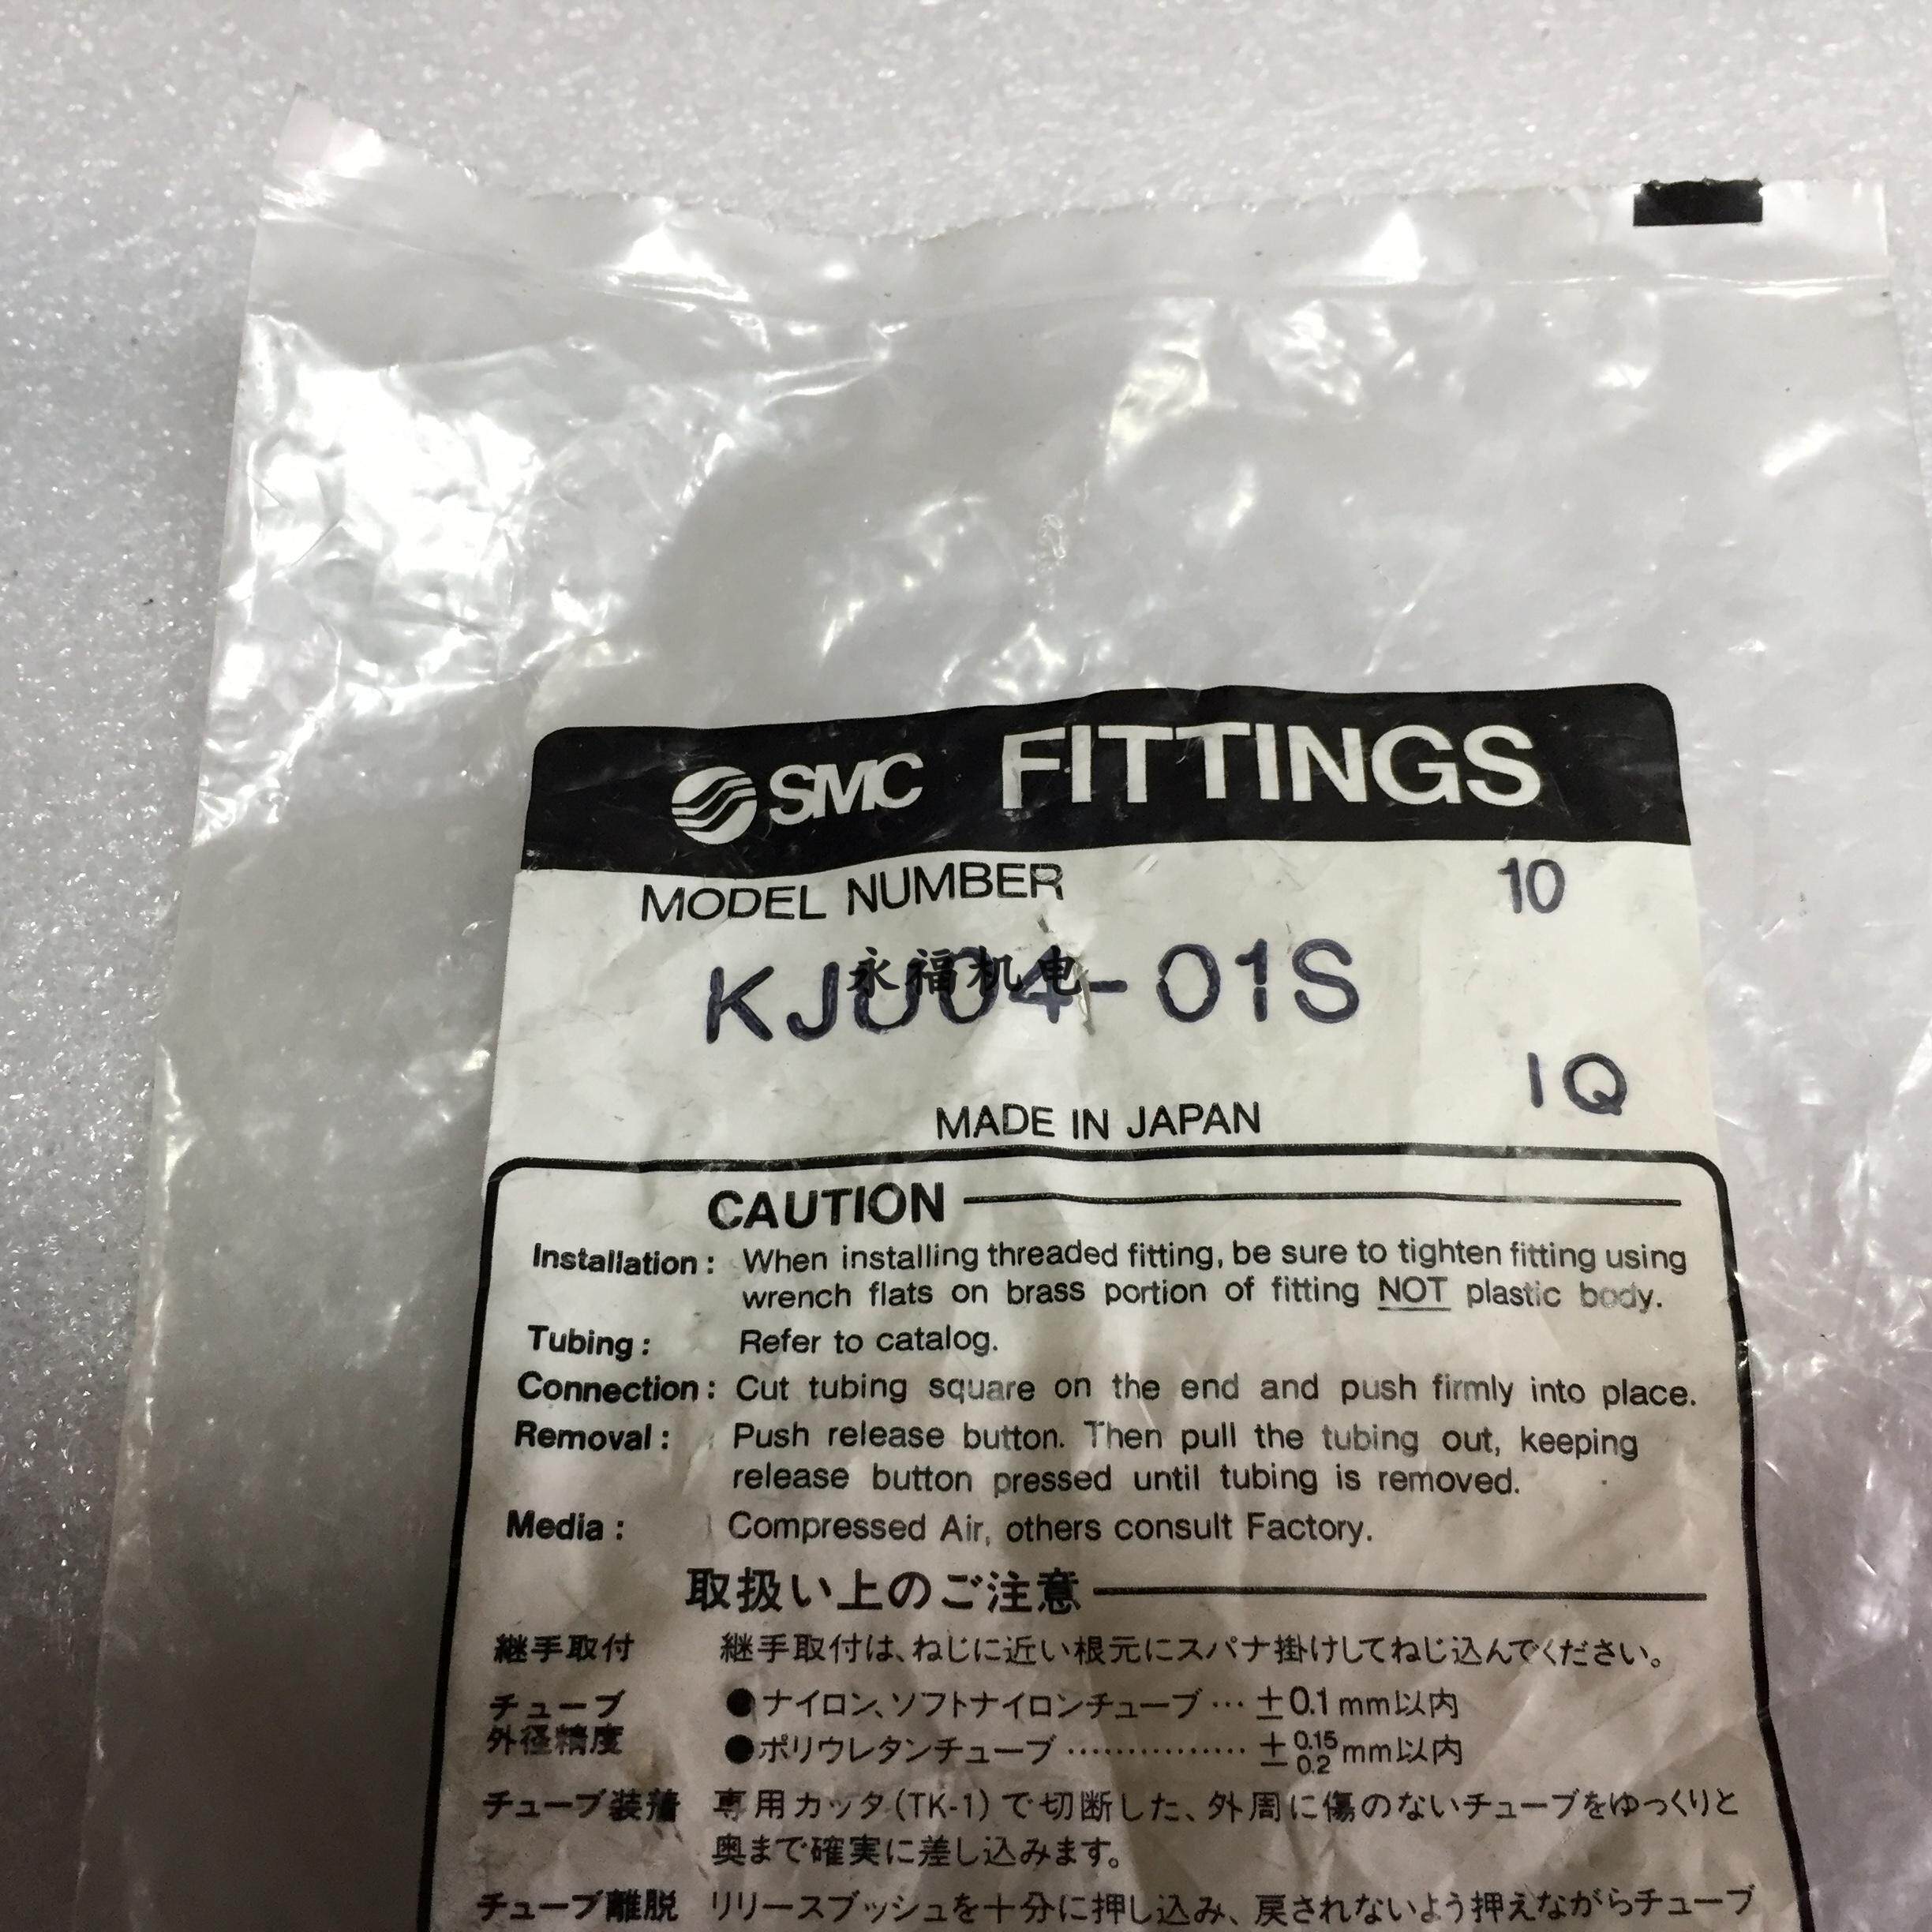 SMC FITTINGS
MODEL NUMBER 10
KJU04-01S
永福机电
IQ
MADE IN JAPAN
CAUTION
Installation: When installing threaded fitting, be sure to tighten fitting using
wrench flats on brass portion of fitting NOT plastic body.
Tubing: Refer to catalog.
Connection: Cut tubing square on the end and push firmly into place.
Removal: Push release button. Then pull the tubing out, keeping
release button pressed until tubing is removed.
Media: Compressed Air, others consult Factory.
取扱い上のご注意
継手取付 継手取付は、ねじに近い根元にスパナ掛けしてねじ込んでください。
チューブ ●ナイロン、ソフトナイロンチューブ… ±0.1mm以内
外径精度 ●ポリウレタンチューブ…………… ± 0.15 0.2 mm以内
チューブ装着 専用カッタ(TK-1)で切断した、外周に傷のないチューブをゆっくりと
奥まで確実に差し込みます。
チューブ離脱 リリースブッシュを十分に押し込み、戻されないよう押えながらチューブ